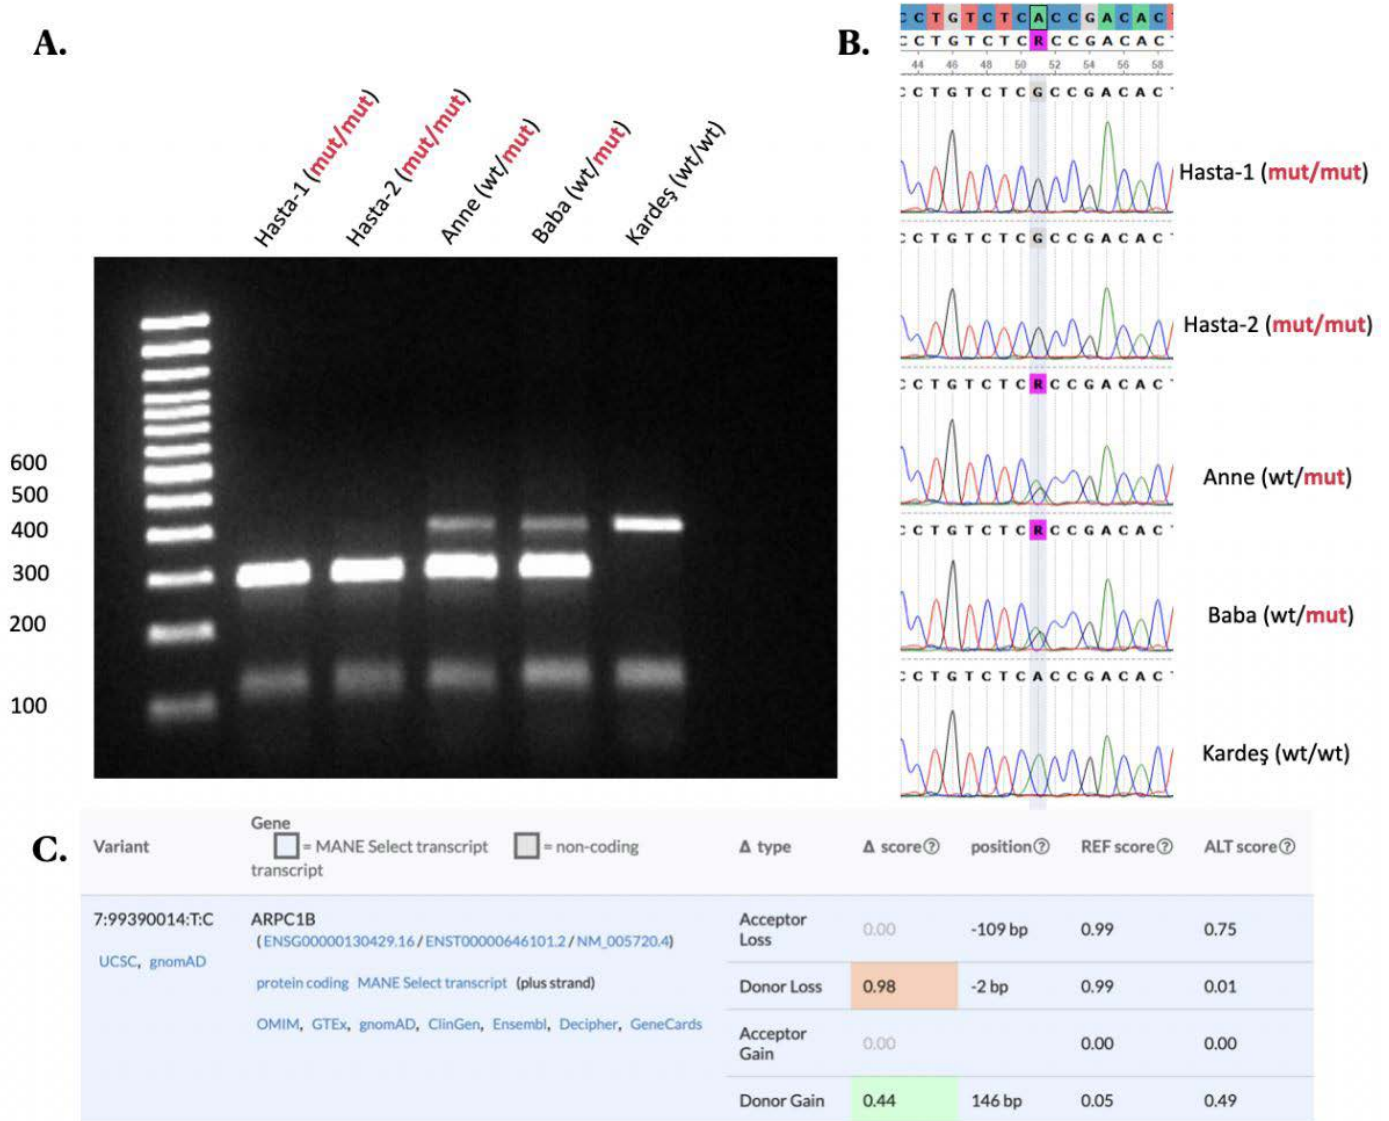 A.
Hasta-1 (mut/mut)
Hasta-2 (mut/mut)
Anne (wt/mut)
Baba (wt/mut)
Kardeş (wt/wt)
600
500
400
300
200
100
B.
C C T G T C T C A C C G A C A C T
C C T G T C T C R C C G A C A C T
44 46 48 50 52 54 56 58
C C T G T C T C G C C G A C A C T
Hasta-1 (mut/mut)
C C T G T C T C G C C G A C A C T
Hasta-2 (mut/mut)
C C T G T C T C R C C G A C A C T
Anne (wt/mut)
C C T G T C T C R C C G A C A C T
Baba (wt/mut)
C C T G T C T C A C C G A C A C T
Kardeş (wt/wt)
C.
Variant
Gene
= MANE Select transcript = non-coding
transcript
Δ type Δ score? position? REF score? ALT score?
7:99390014:T:C
UCSC, gnomAD
ARPC1B
(ENSG00000130429.16 / ENST00000646101.2 / NM_005720.4)
protein coding MANE Select transcript (plus strand)
OMIM, GTEx, gnomAD, ClinGen, Ensembl, Decipher, GeneCards
Acceptor
Loss
0.00 -109 bp 0.99 0.75
Donor Loss 0.98 -2 bp 0.99 0.01
Acceptor
Gain
0.00 0.00 0.00
Donor Gain 0.44 146 bp 0.05 0.49